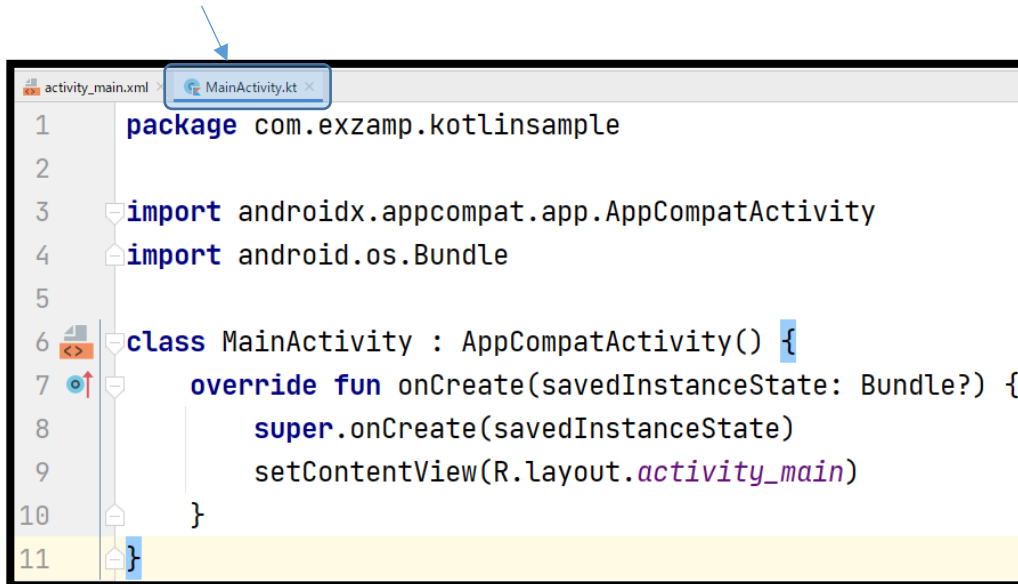 activity_main.xml MainActivity.kt
1 package com.exzamp.kotlinsample
2
3 import androidx.appcompat.app.AppCompatActivity
4 import android.os.Bundle
5
6 class MainActivity : AppCompatActivity() {
7 override fun onCreate(savedInstanceState: Bundle?) {
8 super.onCreate(savedInstanceState)
9 setContentView(R.layout.activity_main)
10 }
11 }